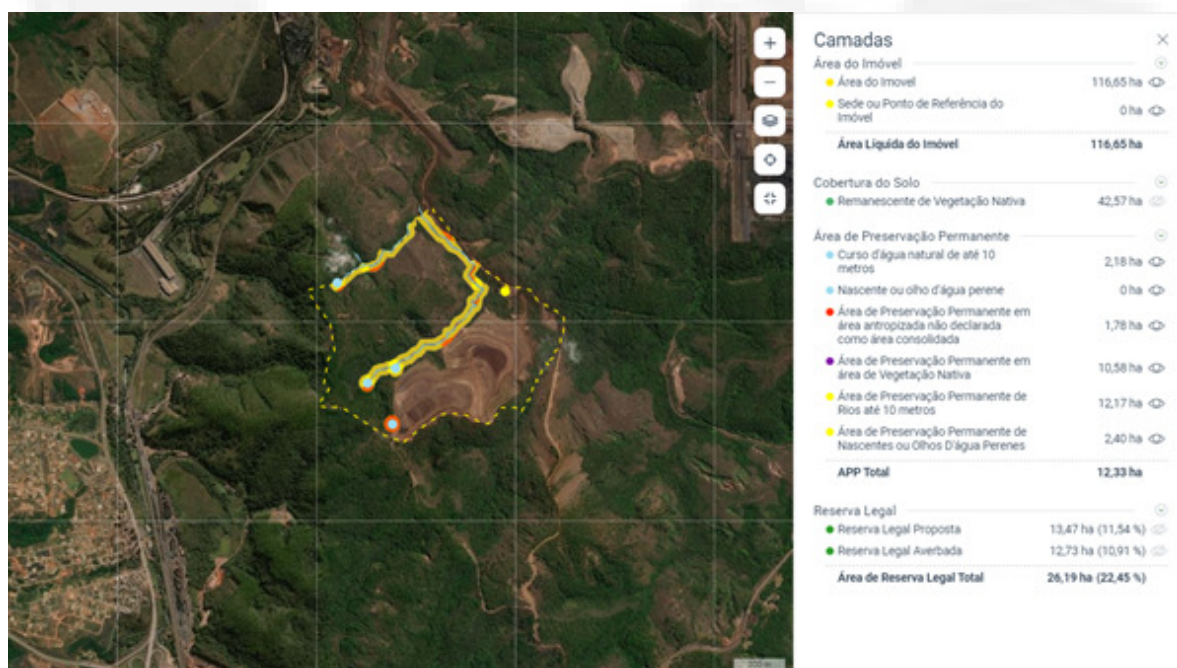 Camadas
Área do Imóvel
Área do Imovel 116,65 ha
Sede ou Ponto de Referência do 0 ha
Imóvel
Área Líquida do Imóvel 116,65 ha
Cobertura do Solo
Remanescente de Vegetação Nativa 42,57 ha
Área de Preservação Permanente
Curso d'água natural de até 10 2,18 ha
metros
Nascente ou olho d'água perene 0 ha
Área de Preservação Permanente em 1,78 ha
área antropizada não declarada
como área consolidada
Área de Preservação Permanente em 10,58 ha
área de Vegetação Nativa
Área de Preservação Permanente de 12,17 ha
Rios até 10 metros
Área de Preservação Permanente de 2,40 ha
Nascentes ou Olhos D'água Perenes
APP Total 12,33 ha
Reserva Legal
Reserva Legal Proposta 13,47 ha (11,54 %)
Reserva Legal Averbada 12,73 ha (10,91 %)
Área de Reserva Legal Total 26,19 ha (22,45 %)